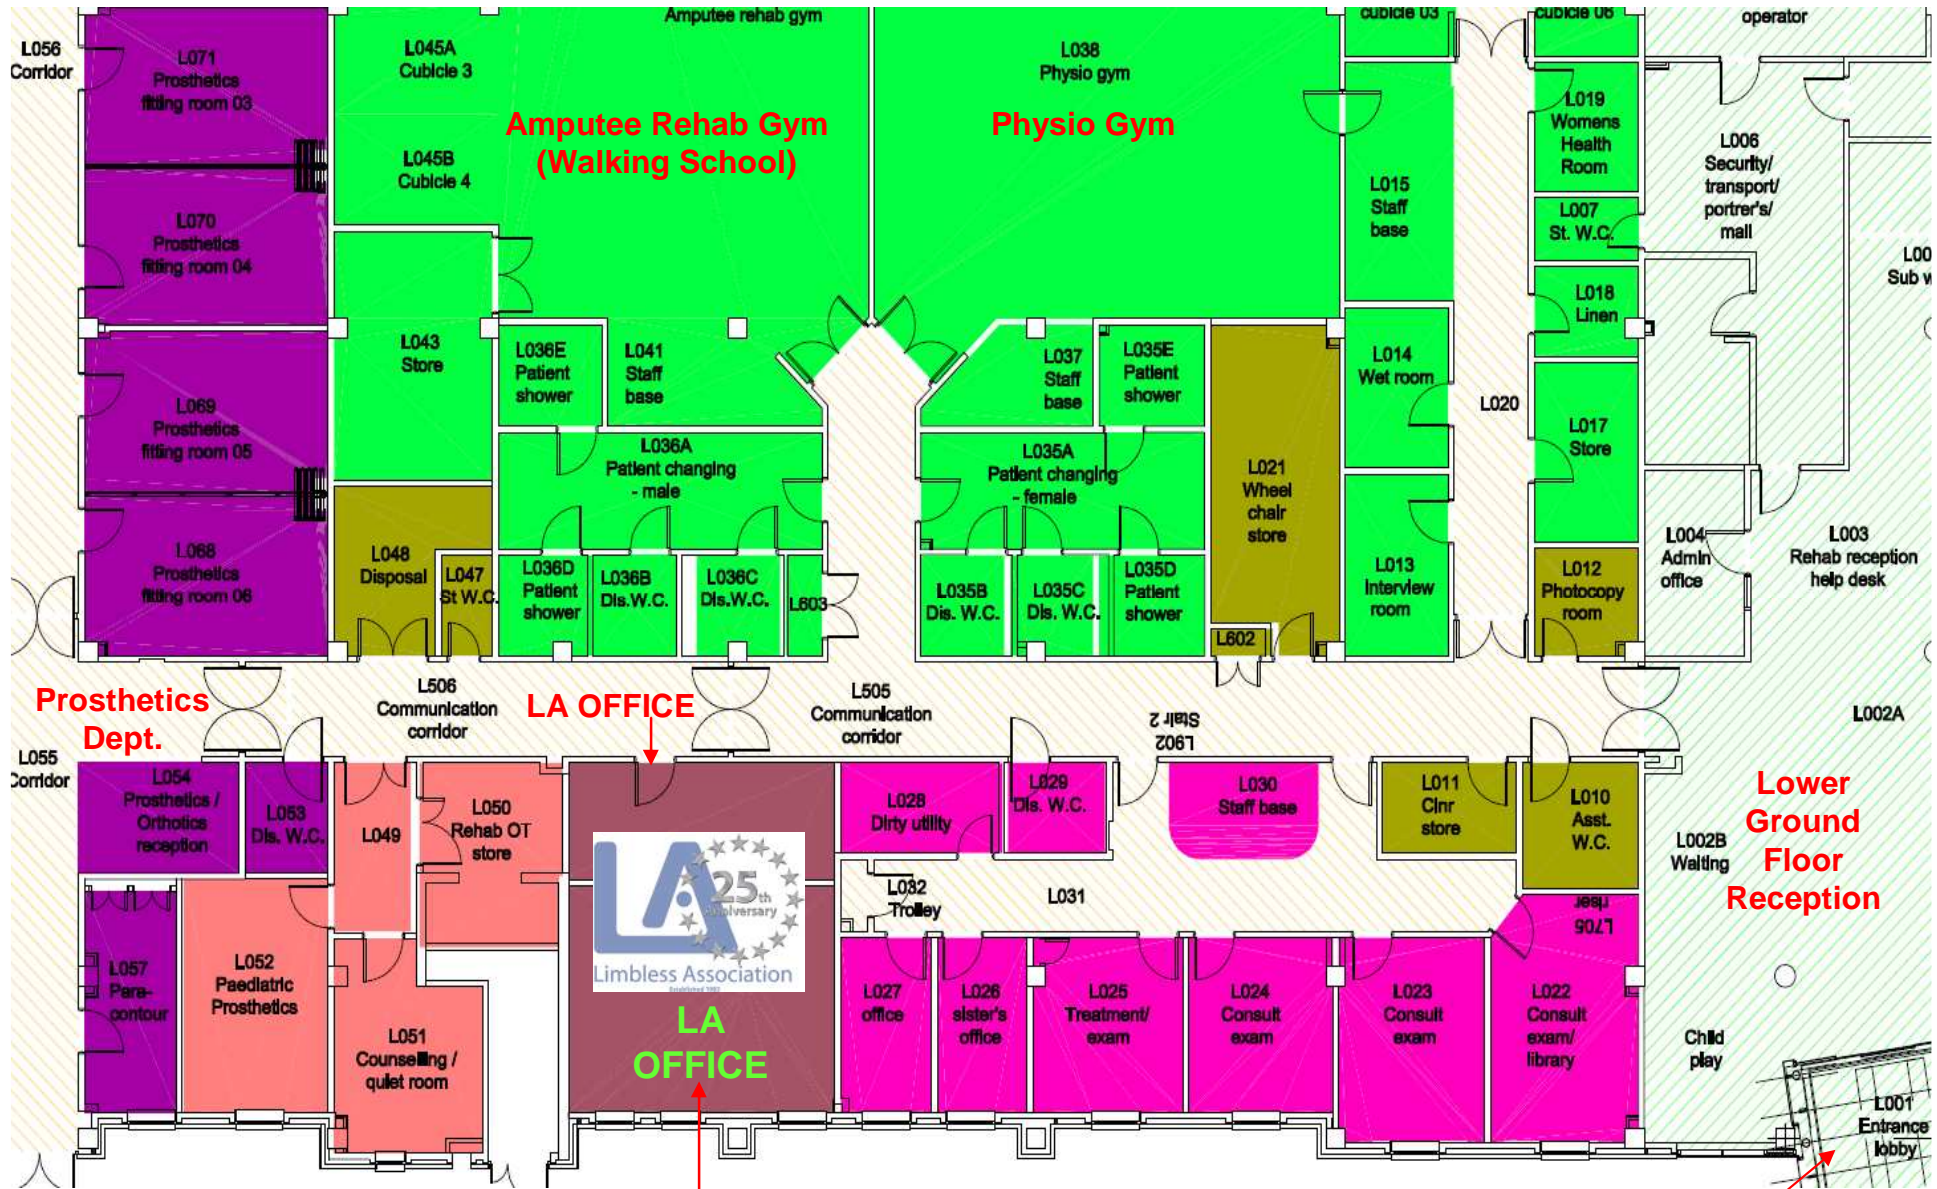 L056
Corridor
L071
Prosthetics
fitting room 03
L045A
Cubicle 3
Amputee rehab gym
L038
Physio gym
cubicle 03
cubicle 06
operator
Amputee Rehab Gym
(Walking School)
Physio Gym
L045B
Cubicle 4
L015
Staff
base
L019
Womens
Health
Room
L006
Security/
transport/
portrer's/
mail
L070
Prosthetics
fitting room 04
L007
St. W.C.
L00
Sub w
L018
Linen
L043
Store
L036E
Patient
shower
L041
Staff
base
L037
Staff
base
L035E
Patient
shower
L014
Wet room
L020
L069
Prosthetics
fitting room 05
L017
Store
L036A
Patient changing
- male
L035A
Patient changing
- female
L021
Wheel
chair
store
L068
Prosthetics
fitting room 06
L048
Disposal
L047
St W.C.
L036D
Patient
shower
L036B
Dis.W.C.
L036C
Dis.W.C.
L603
L035B
Dis. W.C.
L035C
Dis. W.C.
L035D
Patient
shower
L602
L013
Interview
room
L012
Photocopy
room
L004
Admin
office
L003
Rehab reception
help desk
Prosthetics
Dept.
L506
Communication
corridor
LA OFFICE
L505
Communication
corridor
L902
Stair 2
L002A
L055
Corridor
L054
Prosthetics /
Orthotics
reception
L053
Dis. W.C.
L049
L050
Rehab OT
store
L028
Dirty utility
L029
Dis. W.C.
L030
Staff base
L011
Clnr
store
L010
Asst.
W.C.
L002B
Waiting
Lower
Ground
Floor
Reception
LA
25th
Anniversary
Limbless Association
Established 1983
L032
Trolley
L031
L705
riser
L057
Para-
contour
L052
Paediatric
Prosthetics
L051
Counselling /
quiet room
LA
OFFICE
L027
office
L026
sister's
office
L025
Treatment/
exam
L024
Consult
exam
L023
Consult
exam
L022
Consult
exam/
library
Child
play
L001
Entrance
lobby